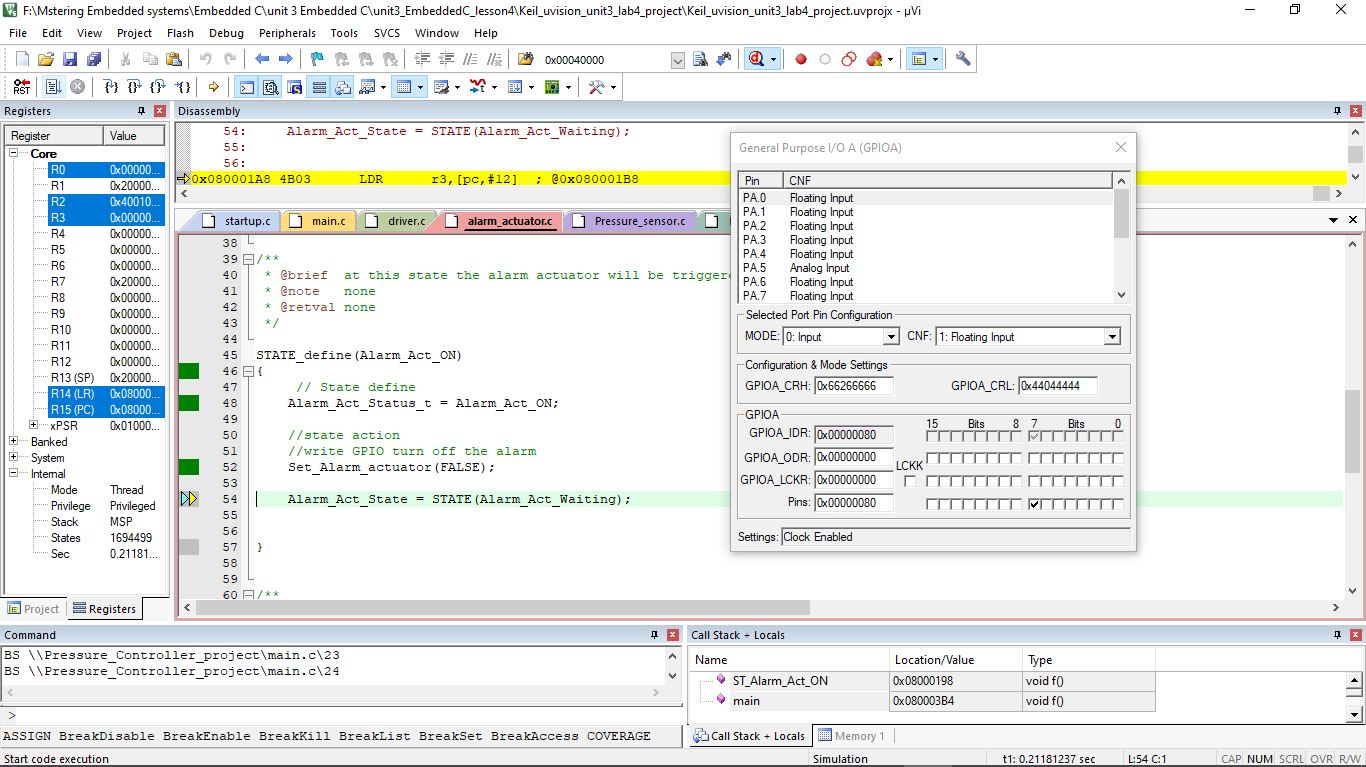 F:\Mstering Embedded systems\Embedded C\unit 3 Embedded C\unit3_EmbeddedC_lesson4\Keil_uvision_unit3_lab4_project\Keil_uvision_unit3_lab4_project.uvprojx - µVi
File Edit View Project Flash Debug Peripherals Tools SVCS Window Help
0x00040000
RST
Registers
Register Value
Core
R0 0x00000...
R1 0x20000...
R2 0x40010...
R3 0x00000...
R4 0x00000...
R5 0x00000...
R6 0x00000...
R7 0x20000...
R8 0x00000...
R9 0x00000...
R10 0x00000...
R11 0x00000...
R12 0x00000...
R13 (SP) 0x20000...
R14 (LR) 0x08000...
R15 (PC) 0x08000...
xPSR 0x01000...
Banked
System
Internal
Mode Thread
Privilege Privileged
Stack MSP
States 1694499
Sec 0.21181...
Project Registers
Disassembly
54: Alarm_Act_State = STATE(Alarm_Act_Waiting);
55:
56:
0x080001A8 4B03 LDR r3,[pc,#12] ; @0x080001B8
startup.c main.c driver.c alarm_actuator.c Pressure_sensor.c
38
39 /**
40 * @brief at this state the alarm actuator will be triggere
41 * @note none
42 * @retval none
43 */
44
45 STATE_define(Alarm_Act_ON)
46 {
47 // State define
48 Alarm_Act_Status_t = Alarm_Act_ON;
49
50 //state action
51 //write GPIO turn off the alarm
52 Set_Alarm_actuator(FALSE);
53
54 Alarm_Act_State = STATE(Alarm_Act_Waiting);
55
56
57 }
58
59
60 /**
General Purpose I/O A (GPIOA)
Pin CNF
PA.0 Floating Input
PA.1 Floating Input
PA.2 Floating Input
PA.3 Floating Input
PA.4 Floating Input
PA.5 Analog Input
PA.6 Floating Input
PA.7 Floating Input
Selected Port Pin Configuration
MODE: 0: Input CNF: 1: Floating Input
Configuration & Mode Settings
GPIOA_CRH: 0x66266666 GPIOA_CRL: 0x44044444
GPIOA
15 Bits 8 7 Bits 0
GPIOA_IDR: 0x00000080
GPIOA_ODR: 0x00000000
LCKK
GPIOA_LCKR: 0x00000000
Pins: 0x00000080
Settings: Clock Enabled
Command
BS \\Pressure_Controller_project\main.c\23
BS \\Pressure_Controller_project\main.c\24
>
ASSIGN BreakDisable BreakEnable BreakKill BreakList BreakSet BreakAccess COVERAGE
Call Stack + Locals
Name Location/Value Type
ST_Alarm_Act_ON 0x08000198 void f()
main 0x080003B4 void f()
Call Stack + Locals Memory 1
Start code execution Simulation t1: 0.21181237 sec L:54 C:1 CAP NUM SCRL OVR R/W